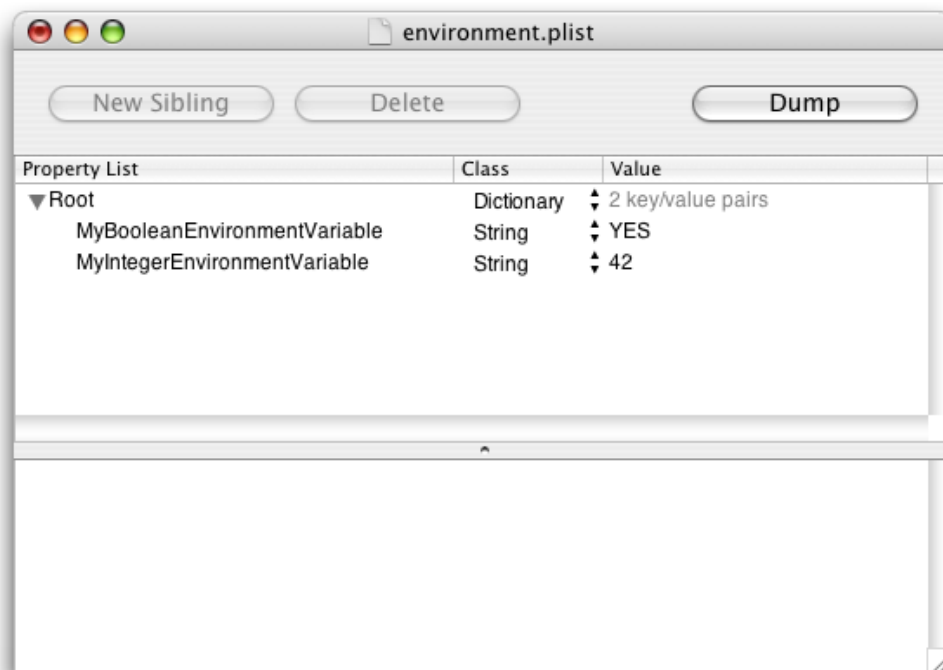 environment.plist
New Sibling Delete Dump
Property List Class Value
Root Dictionary 2 key/value pairs
MyBooleanEnvironmentVariable String YES
MyIntegerEnvironmentVariable String 42